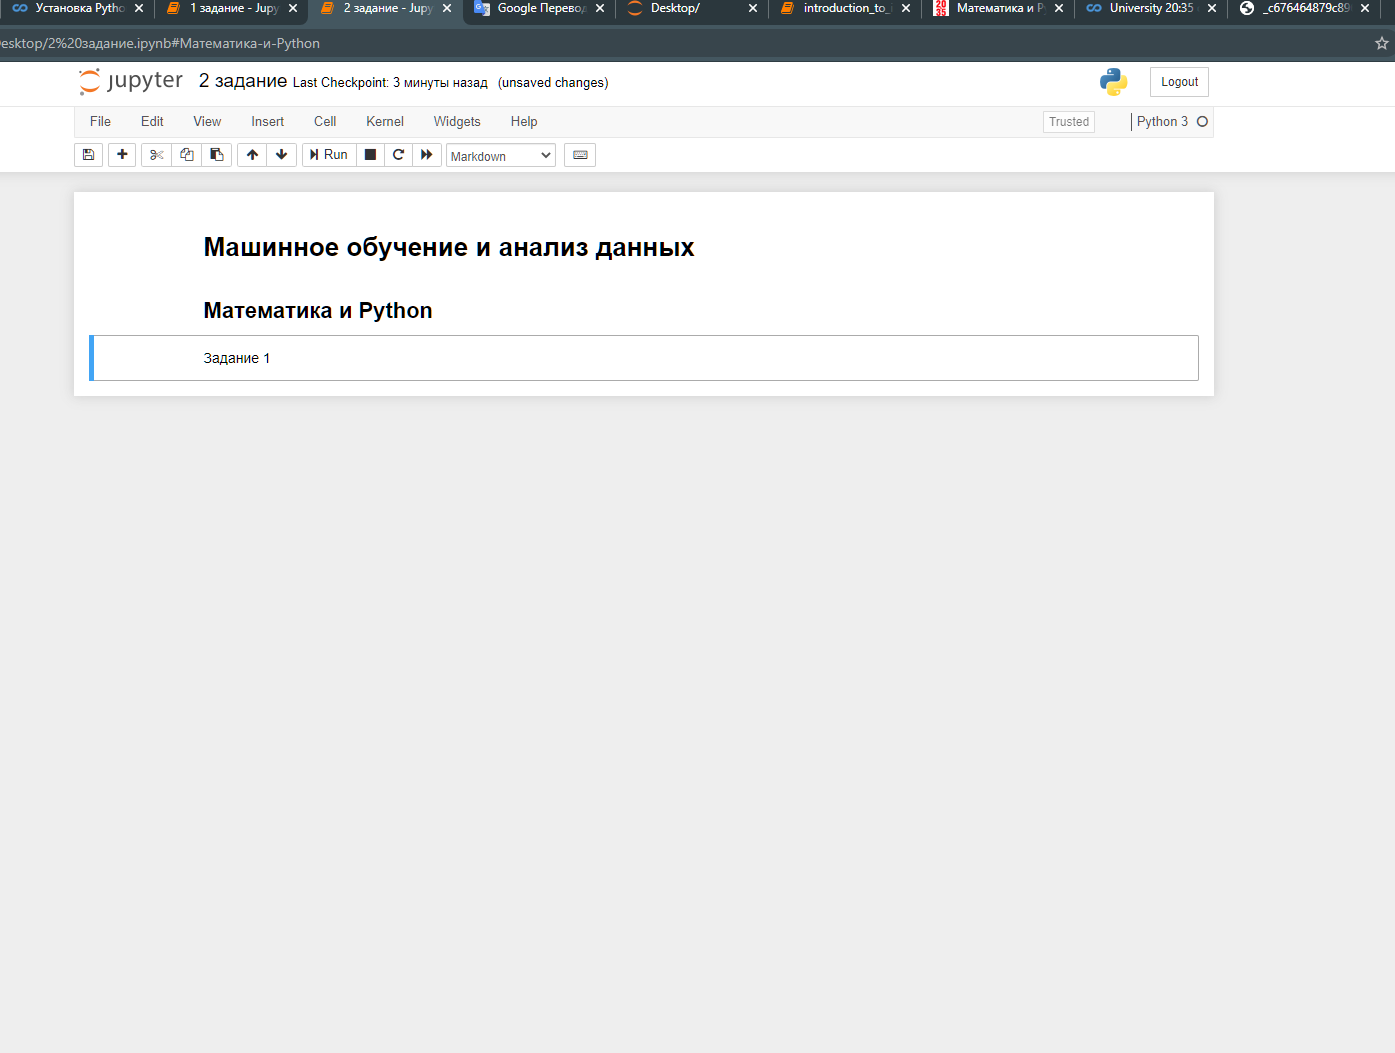 Установка Pytho
1 задание - Jupy
2 задание - Jupy
Google Перевод
Desktop/
introduction_to_
Математика и P
University 20:35
_c676464879c89
esktop/2%20задание.ipynb#Математика-и-Python
jupyter 2 задание Last Checkpoint: 3 минуты назад (unsaved changes)
Logout
File Edit View Insert Cell Kernel Widgets Help
Trusted
Python 3
Run
Markdown
Машинное обучение и анализ данных
Математика и Python
Задание 1